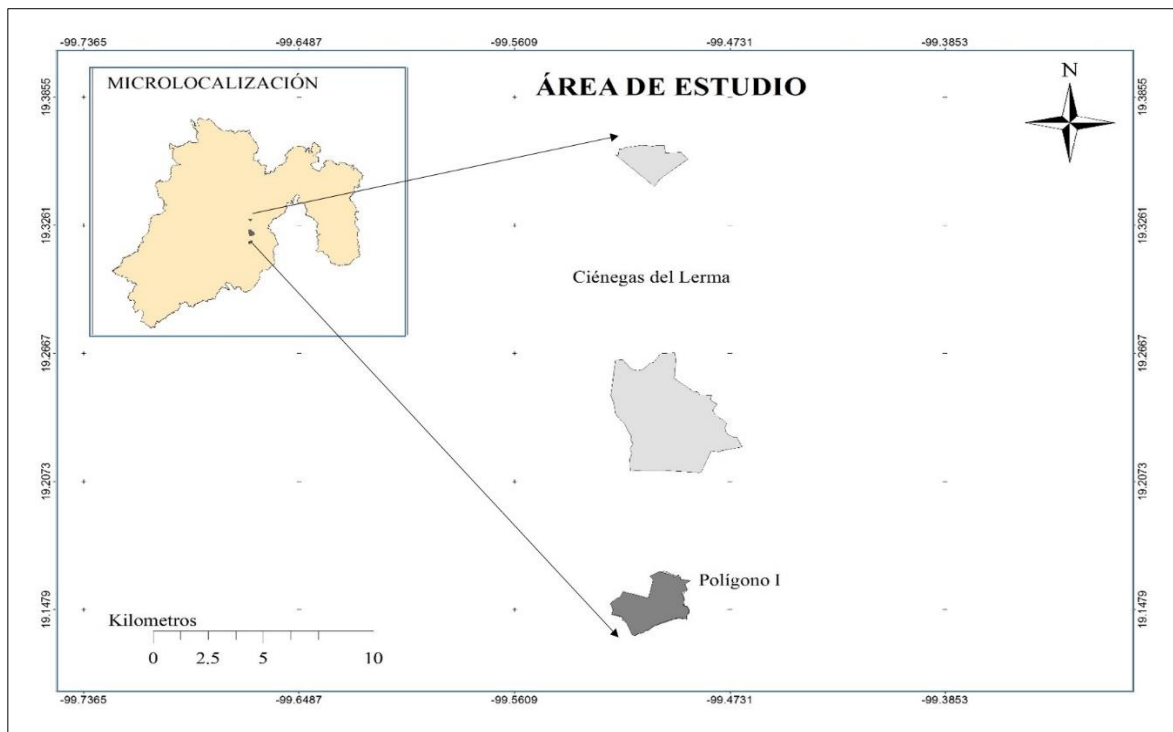 -99.7365 -99.6487 -99.5609 -99.4731 -99.3853
MICROLOCALIZACIÓN
ÁREA DE ESTUDIO
N
19.3855 19.3855
19.3261 19.3261
Ciénegas del Lerma
19.2667 19.2667
19.2073 19.2073
Polígono I
19.1479 19.1479
Kilometros
0 2.5 5 10
-99.7365 -99.6487 -99.5609 -99.4731 -99.3853